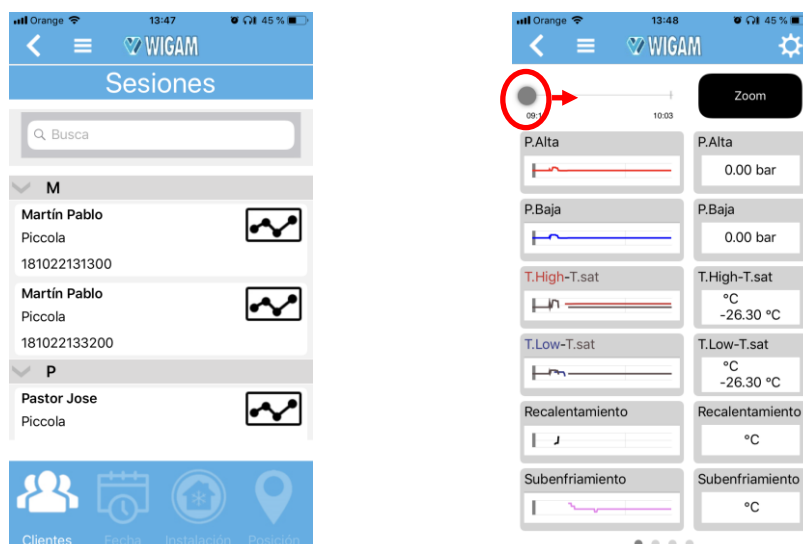 Orange 13:47 45 %
WIGAM
Sesiones
Busca
M
Martín Pablo
Piccola
181022131300
Martín Pablo
Piccola
181022133200
P
Pastor Jose
Piccola
Clientes Fecha Instalación Posición
Orange 13:48 45 %
WIGAM
Zoom
10:03
P.Alta P.Alta
0.00 bar
P.Baja P.Baja
0.00 bar
T.High-T.sat T.High-T.sat
°C
-26.30 °C
T.Low-T.sat T.Low-T.sat
°C
-26.30 °C
Recalentamiento Recalentamiento
°C
Subenfriamiento Subenfriamiento
°C